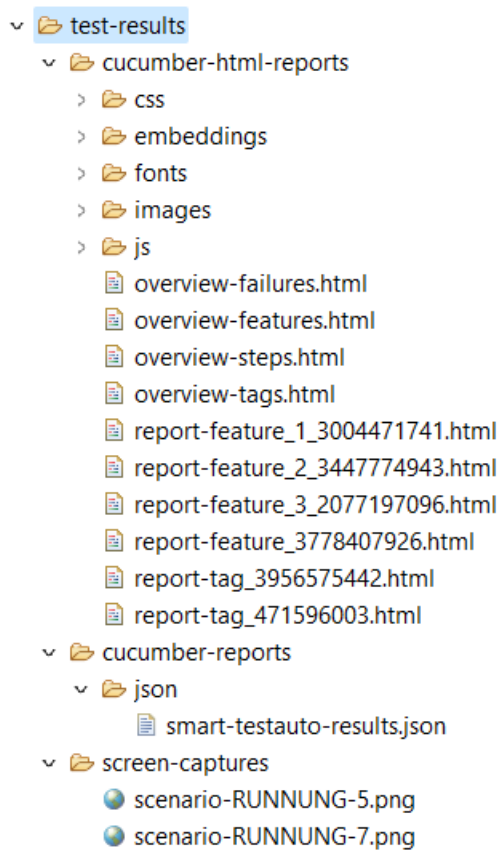 test-results
cucumber-html-reports
css
embeddings
fonts
images
js
overview-failures.html
overview-features.html
overview-steps.html
overview-tags.html
report-feature_1_3004471741.html
report-feature_2_3447774943.html
report-feature_3_2077197096.html
report-feature_3778407926.html
report-tag_3956575442.html
report-tag_471596003.html
cucumber-reports
json
smart-testauto-results.json
screen-captures
scenario-RUNNUNG-5.png
scenario-RUNNUNG-7.png